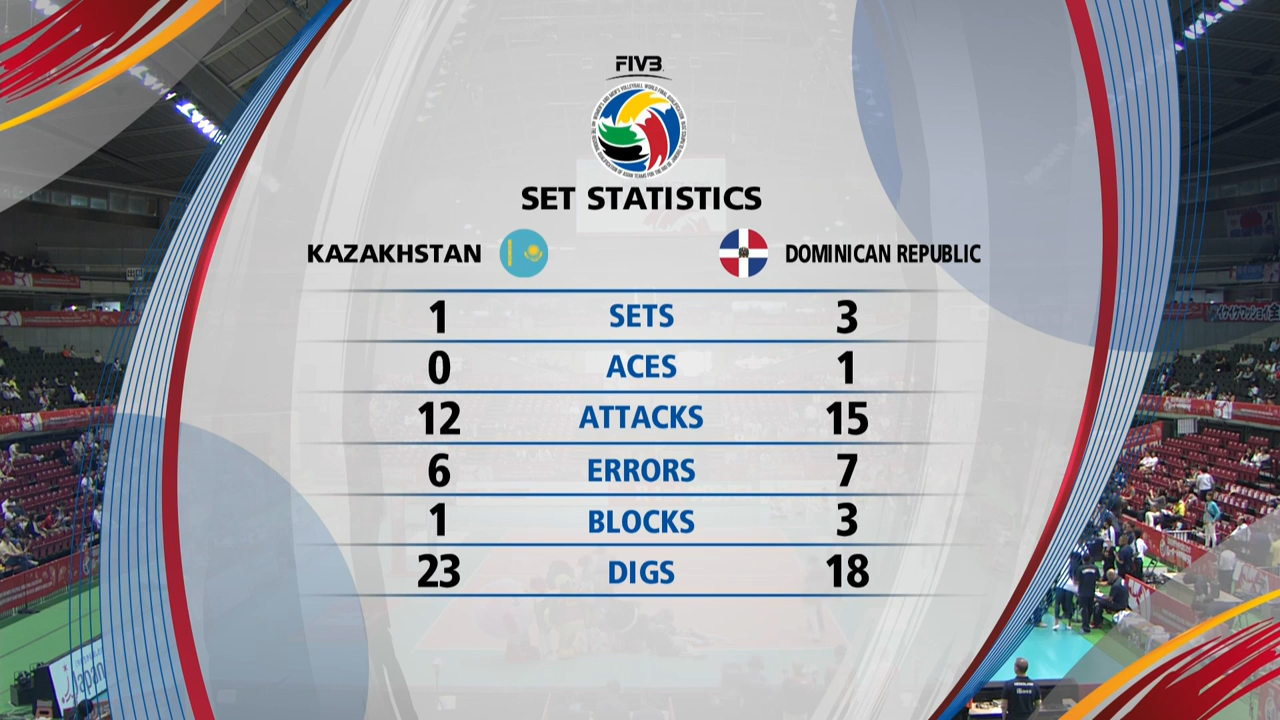 FIVB
SET STATISTICS
KAZAKHSTAN DOMINICAN REPUBLIC
1 SETS 3
0 ACES 1
12 ATTACKS 15
6 ERRORS 7
1 BLOCKS 3
23 DIGS 18